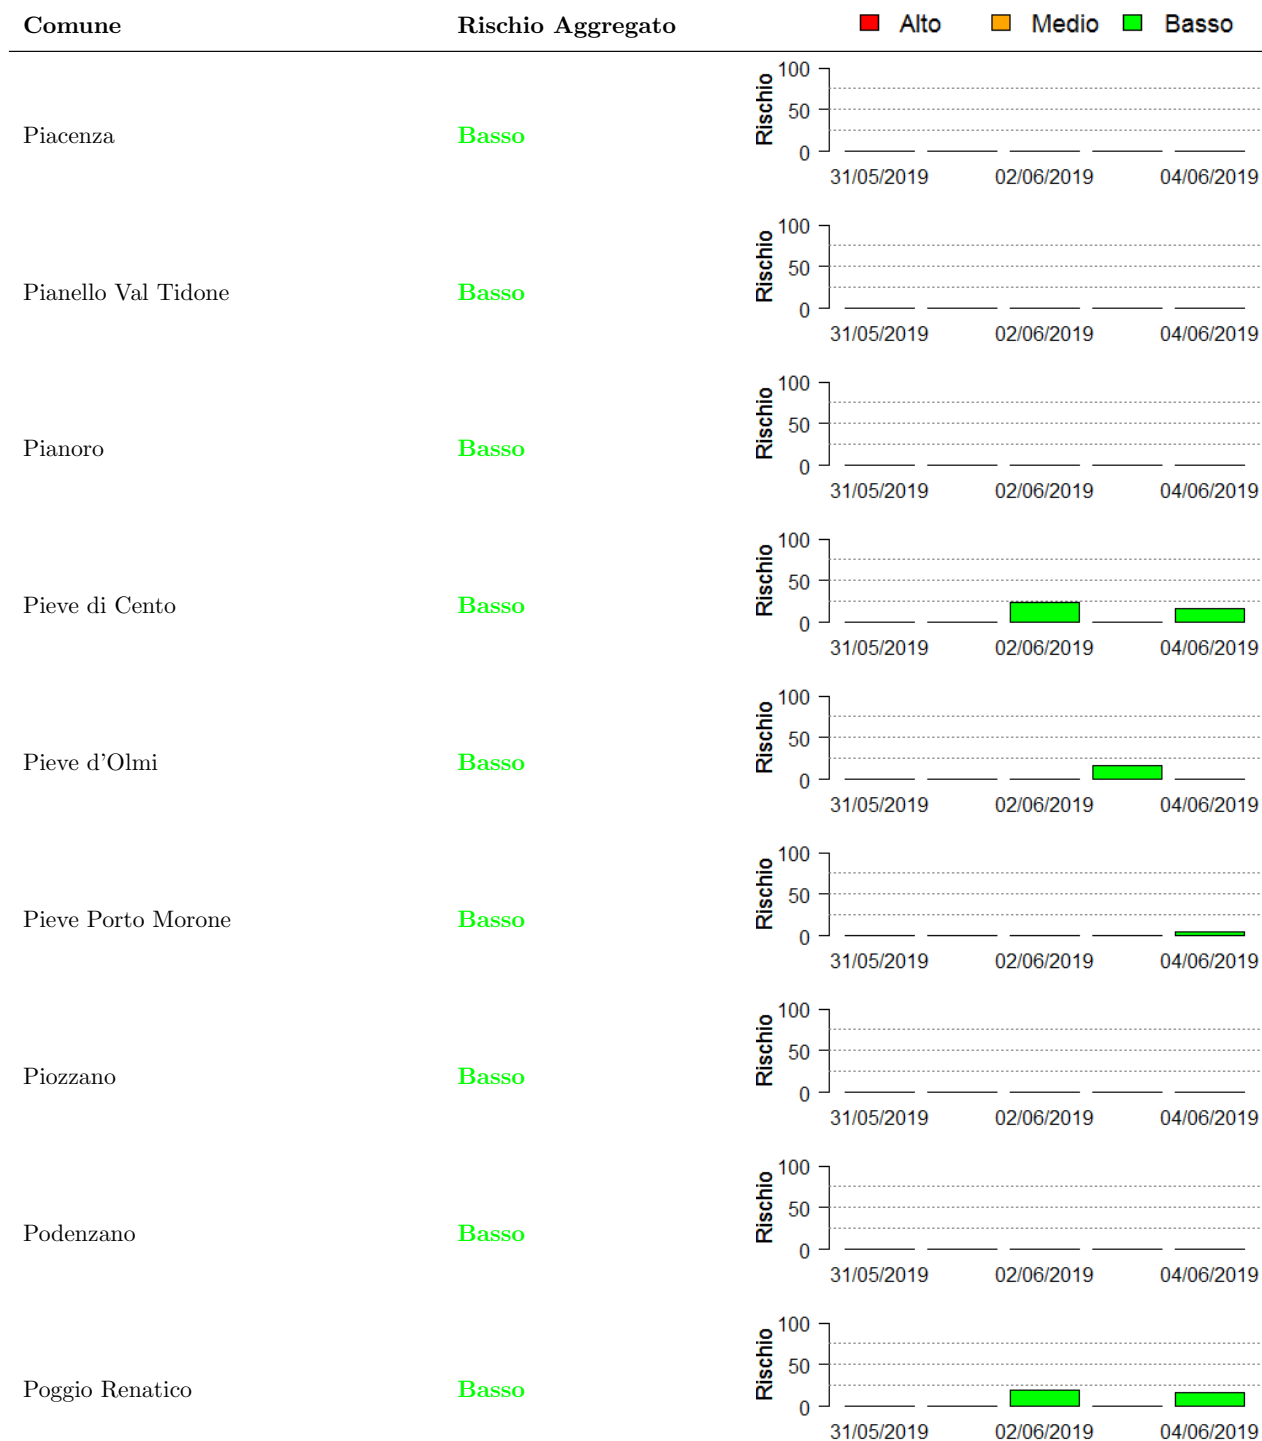 Comune Rischio Aggregato Alto Medio Basso
100
50
0
Rischio
Piacenza Basso
31/05/2019 02/06/2019 04/06/2019
100
50
0
Rischio
Pianello Val Tidone Basso
31/05/2019 02/06/2019 04/06/2019
100
50
0
Rischio
Pianoro Basso
31/05/2019 02/06/2019 04/06/2019
100
50
0
Rischio
Pieve di Cento Basso
31/05/2019 02/06/2019 04/06/2019
100
50
0
Rischio
Pieve d'Olmi Basso
31/05/2019 02/06/2019 04/06/2019
100
50
0
Rischio
Pieve Porto Morone Basso
31/05/2019 02/06/2019 04/06/2019
100
50
0
Rischio
Piozzano Basso
31/05/2019 02/06/2019 04/06/2019
100
50
0
Rischio
Podenzano Basso
31/05/2019 02/06/2019 04/06/2019
100
50
0
Rischio
Poggio Renatico Basso
31/05/2019 02/06/2019 04/06/2019